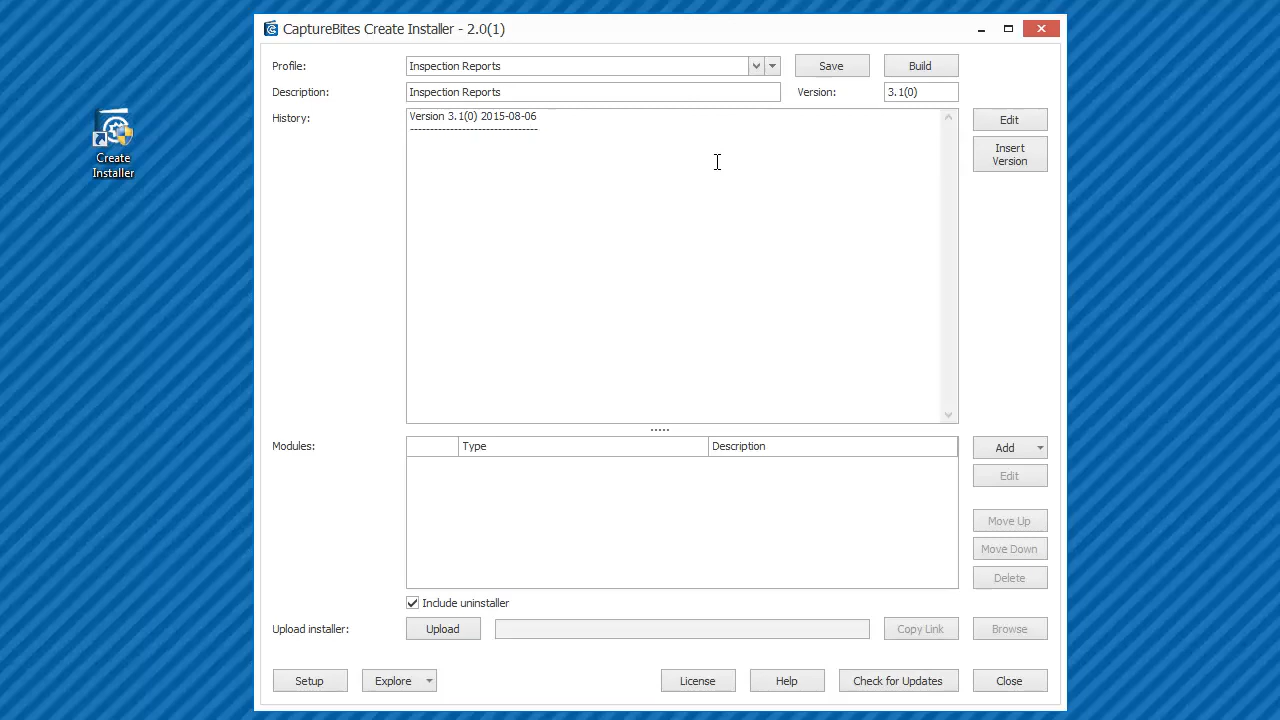 CaptureBites Create Installer - 2.0(1)
Profile: Inspection Reports Save Build
Description: Inspection Reports Version: 3.1(0)
History: Version 3.1(0) 2015-08-06 Edit
--------------------------------
Insert
Version
Create
Installer
Modules: Type Description Add
Edit
Move Up
Move Down
Delete
Include uninstaller
Upload installer: Upload Copy Link Browse
Setup Explore License Help Check for Updates Close